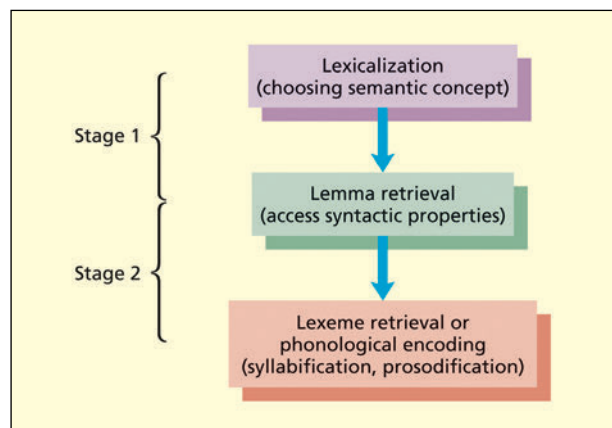 Lexicalization
(choosing semantic concept)
Stage 1
Lemma retrieval
(access syntactic properties)
Stage 2
Lexeme retrieval or
phonological encoding
(syllabification, prosodification)